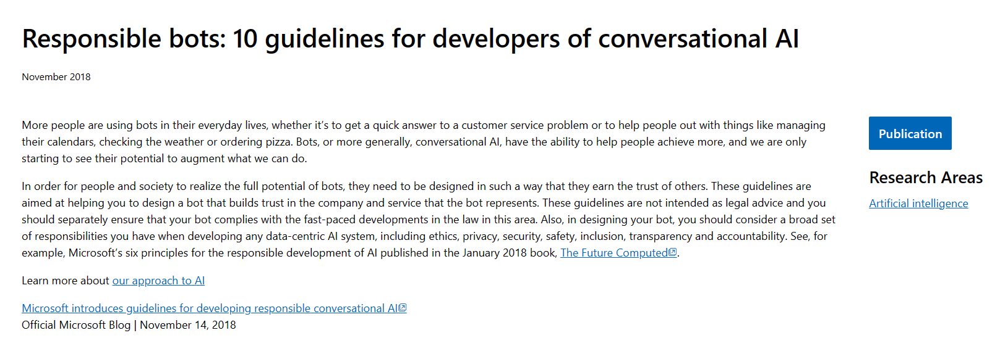 Responsible bots: 10 guidelines for developers of conversational AI
November 2018
More people are using bots in their everyday lives, whether it’s to get a quick answer to a customer service problem or to help people out with things like managing
their calendars, checking the weather or ordering pizza. Bots, or more generally, conversational AI, have the ability to help people achieve more, and we are only
starting to see their potential to augment what we can do.
In order for people and society to realize the full potential of bots, they need to be designed in such a way that they earn the trust of others. These guidelines are
aimed at helping you to design a bot that builds trust in the company and service that the bot represents. These guidelines are not intended as legal advice and you
should separately ensure that your bot complies with the fast-paced developments in the law in this area. Also, in designing your bot, you should consider a broad set
of responsibilities you have when developing any data-centric AI system, including ethics, privacy, security, safety, inclusion, transparency and accountability. See, for
example, Microsoft’s six principles for the responsible development of AI published in the January 2018 book, The Future Computed.
Learn more about our approach to AI
Microsoft introduces guidelines for developing responsible conversational AI
Official Microsoft Blog | November 14, 2018
Publication
Research Areas
Artificial intelligence